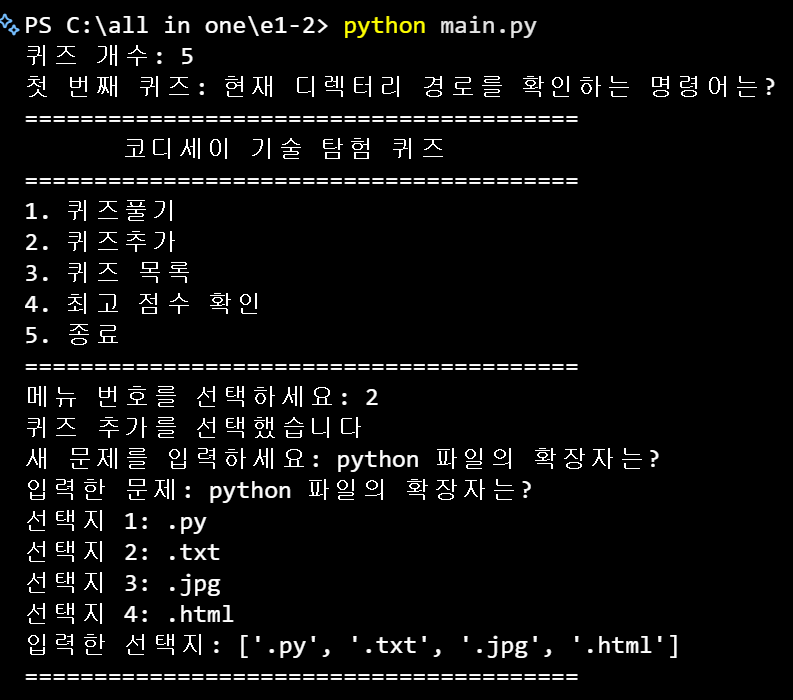 PS C:\all in one\e1-2> python main.py
퀴즈 개수: 5
첫 번째 퀴즈: 현재 디렉터리 경로를 확인하는 명령어는?
========================================
코디세이 기술 탐험 퀴즈
========================================
1. 퀴즈풀기
2. 퀴즈추가
3. 퀴즈 목록
4. 최고 점수 확인
5. 종료
========================================
메뉴 번호를 선택하세요: 2
퀴즈 추가를 선택했습니다
새 문제를 입력하세요: python 파일의 확장자는?
입력한 문제: python 파일의 확장자는?
선택지 1: .py
선택지 2: .txt
선택지 3: .jpg
선택지 4: .html
입력한 선택지: ['.py', '.txt', '.jpg', '.html']
========================================